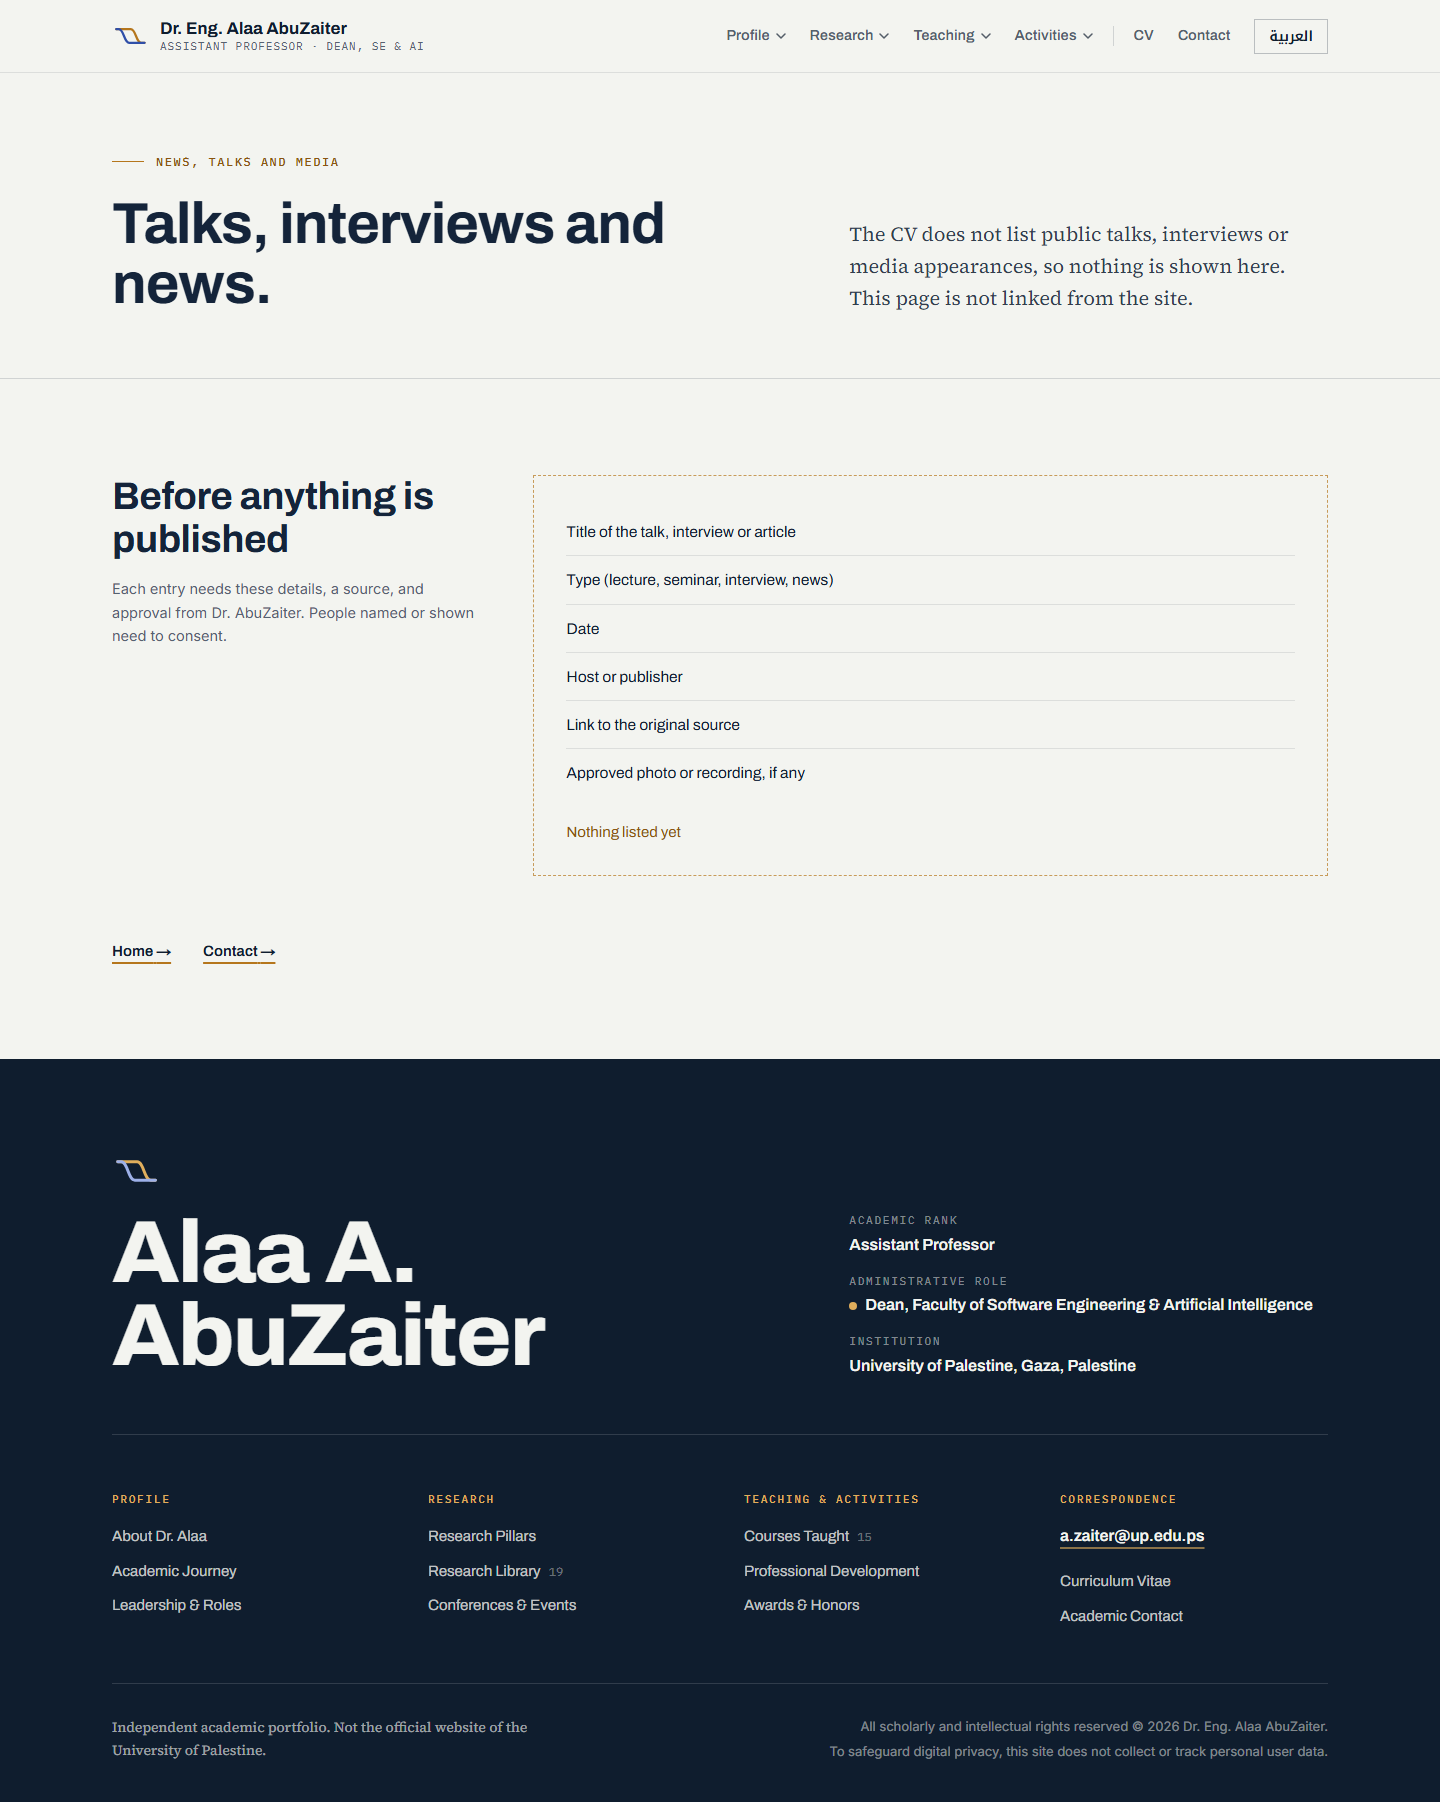 Dr. Eng. Alaa AbuZaiter
ASSISTANT PROFESSOR · DEAN, SE & AI
Profile
Research
Teaching
Activities
CV
Contact
العربية
NEWS, TALKS AND MEDIA
Talks, interviews and
news.
The CV does not list public talks, interviews or
media appearances, so nothing is shown here.
This page is not linked from the site.
Before anything is
published
Each entry needs these details, a source, and
approval from Dr. AbuZaiter. People named or shown
need to consent.
Title of the talk, interview or article
Type (lecture, seminar, interview, news)
Date
Host or publisher
Link to the original source
Approved photo or recording, if any
Nothing listed yet
Home →
Contact →
Alaa A.
AbuZaiter
ACADEMIC RANK
Assistant Professor
ADMINISTRATIVE ROLE
Dean, Faculty of Software Engineering & Artificial Intelligence
INSTITUTION
University of Palestine, Gaza, Palestine
PROFILE
About Dr. Alaa
Academic Journey
Leadership & Roles
RESEARCH
Research Pillars
Research Library 19
Conferences & Events
TEACHING & ACTIVITIES
Courses Taught 15
Professional Development
Awards & Honors
CORRESPONDENCE
a.zaiter@up.edu.ps
Curriculum Vitae
Academic Contact
Independent academic portfolio. Not the official website of the
University of Palestine.
All scholarly and intellectual rights reserved © 2026 Dr. Eng. Alaa AbuZaiter.
To safeguard digital privacy, this site does not collect or track personal user data.